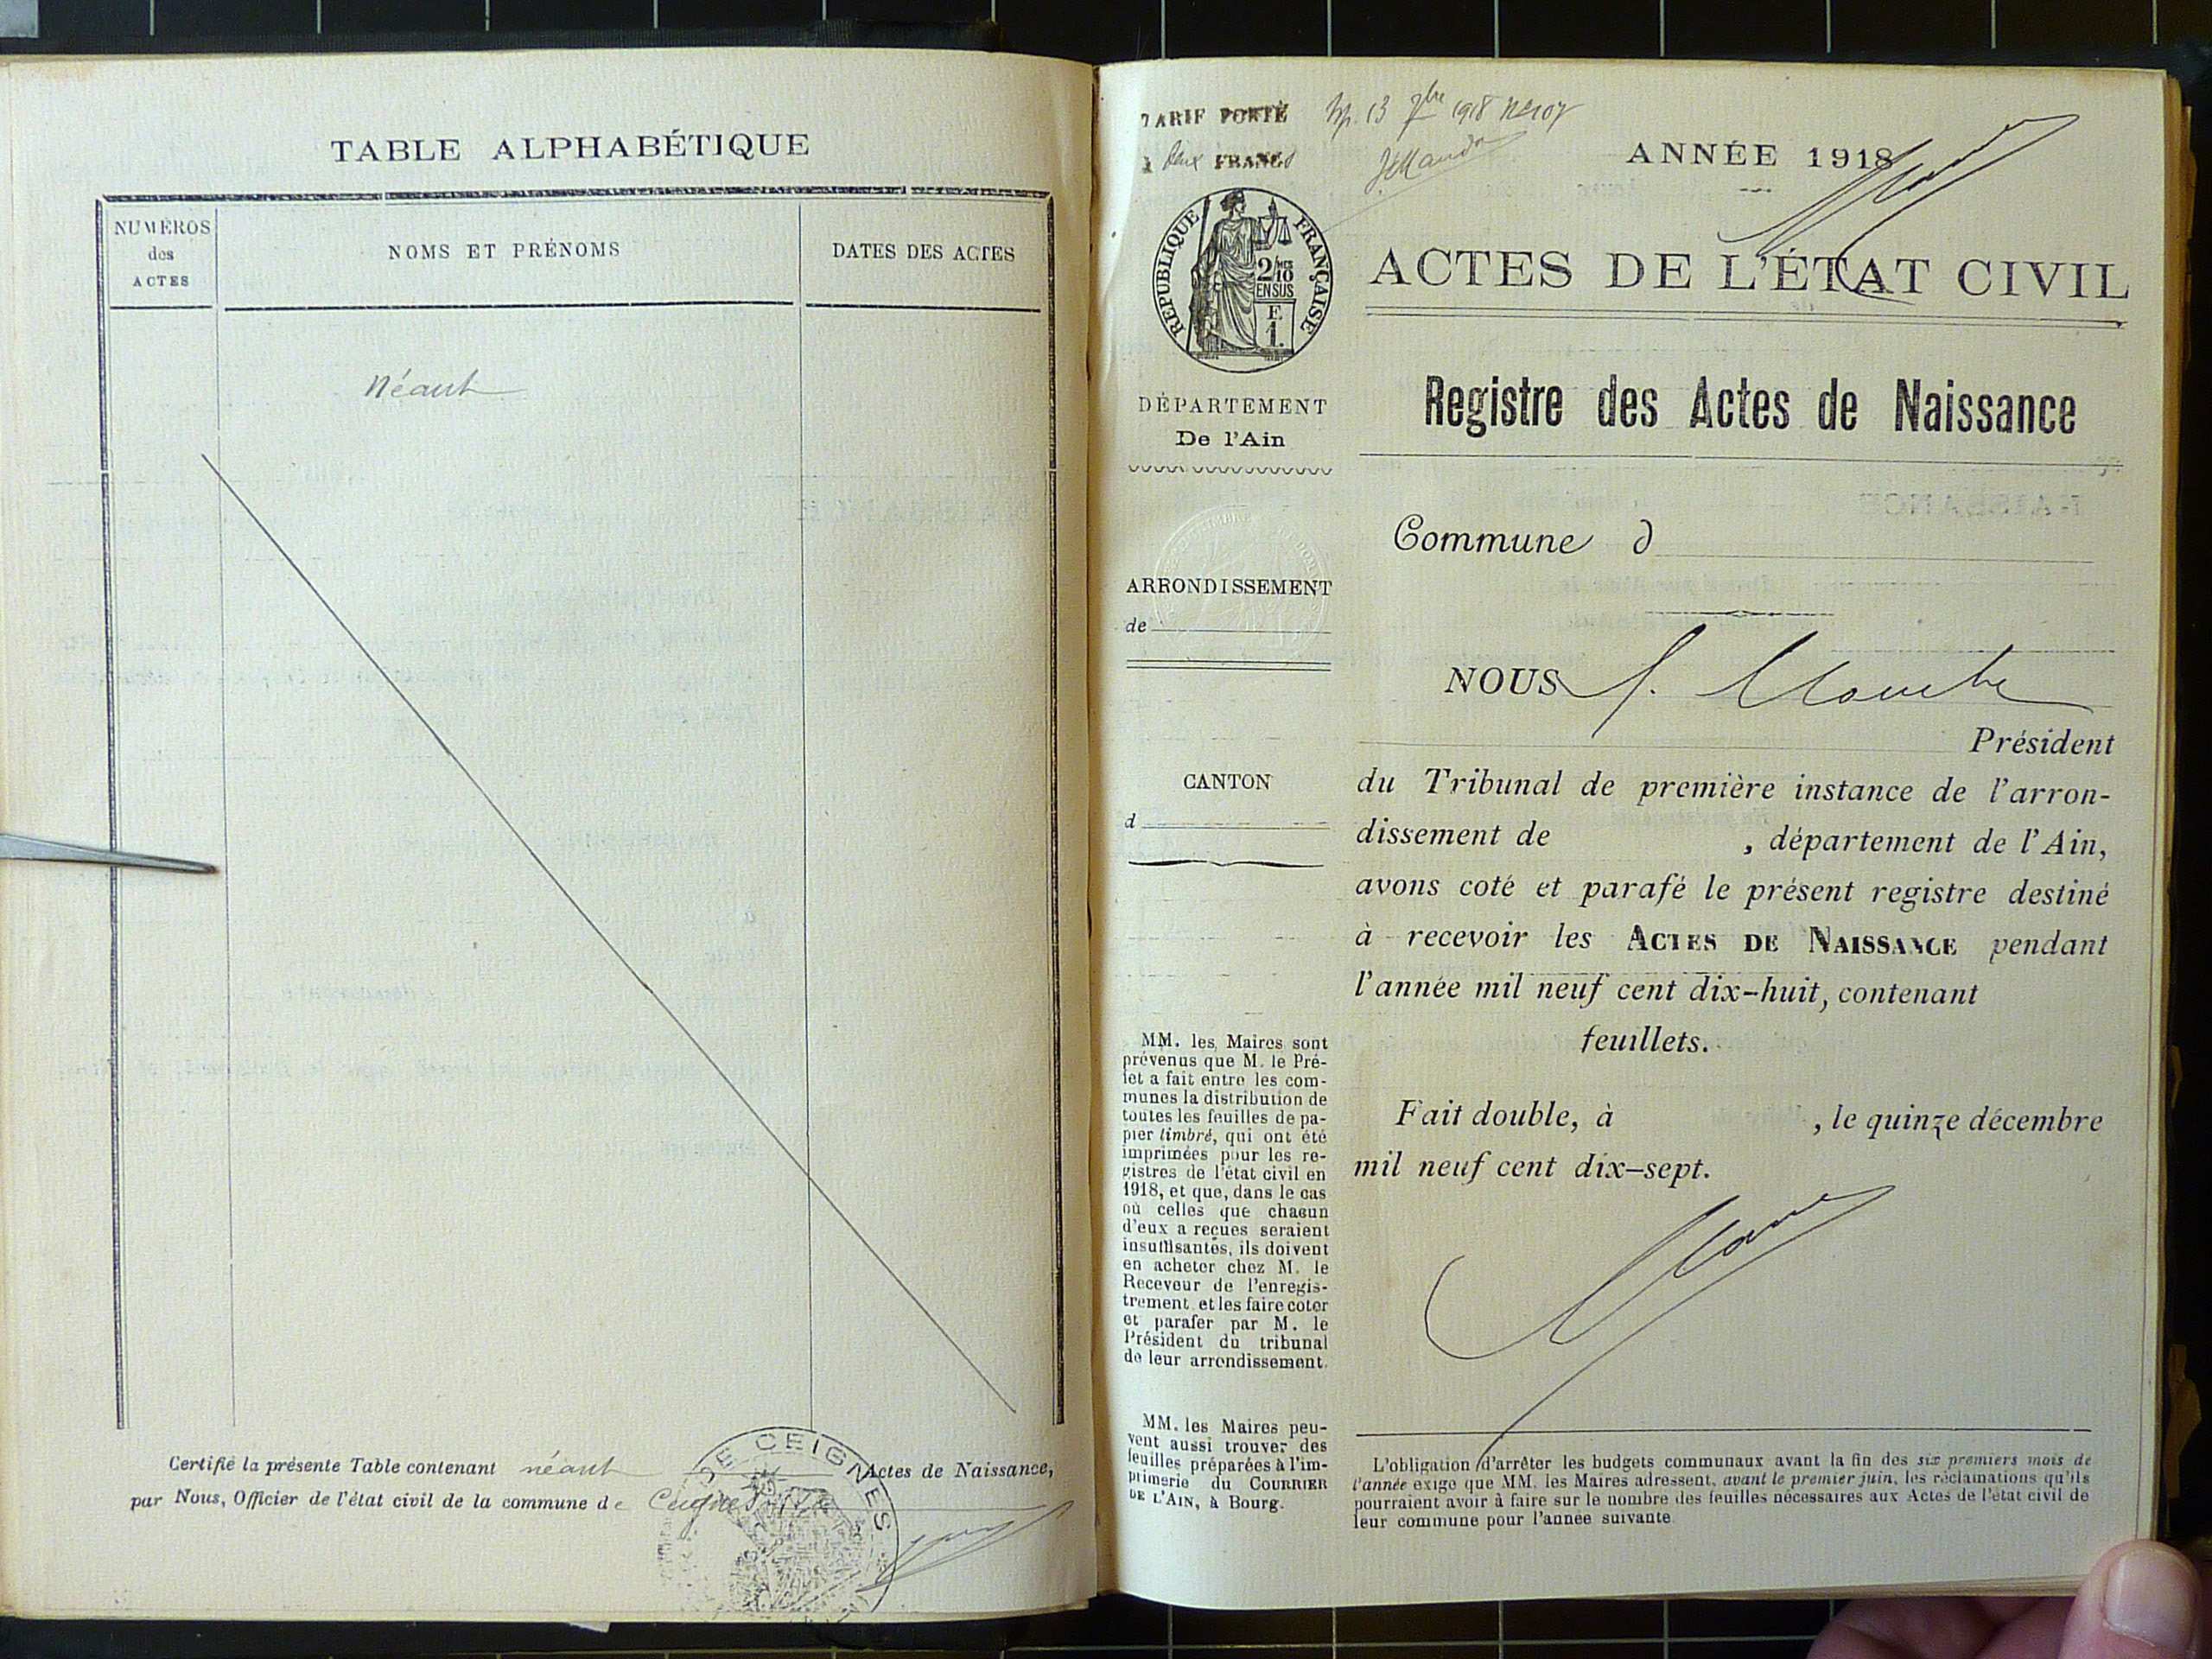 TABLE ALPHABÉTIQUE
NUMÉROS
des
ACTES
NOMS ET PRÉNOMS
DATES DES ACTES
Néant
Certifié la présente Table contenant néant Actes de Naissance,
par Nous, Officier de l'état civil de la commune de Ceignes
DE CEIGNES
TARIF PORTÉ
à deux FRANCS
13 7bre 1918
ANNÉE 1918
RÉPUBLIQUE FRANÇAISE
2/10
EN SUS
F.
1.
ACTES DE L'ÉTAT CIVIL
DÉPARTEMENT
De l'Ain
Registre des Actes de Naissance
Commune d
ARRONDISSEMENT
de
NOUS
Président
CANTON
d
du Tribunal de première instance de l'arron-
dissement de , département de l'Ain,
avons coté et parafé le présent registre destiné
à recevoir les ACTES DE NAISSANCE pendant
l'année mil neuf cent dix-huit, contenant
feuillets.
Fait double, à , le quinze décembre
mil neuf cent dix-sept.
MM. les Maires sont
prévenus que M. le Pré-
fet a fait entre les com-
munes la distribution de
toutes les feuilles de pa-
pier timbré, qui ont été
imprimées pour les re-
gistres de l'état civil en
1918, et que, dans le cas
où celles que chacun
d'eux a reçues seraient
insuffisantes, ils doivent
en acheter chez M. le
Receveur de l'enregis-
trement et les faire coter
et parafer par M. le
Président du tribunal
de leur arrondissement.
MM. les Maires peu-
vent aussi trouver des
feuilles préparées à l'im-
primerie du COURRIER
DE L'AIN, à Bourg.
L'obligation d'arrêter les budgets communaux avant la fin des six premiers mois de
l'année exige que MM. les Maires adressent, avant le premier juin, les réclamations qu'ils
pourraient avoir à faire sur le nombre des feuilles nécessaires aux Actes de l'état civil de
leur commune pour l'année suivante.